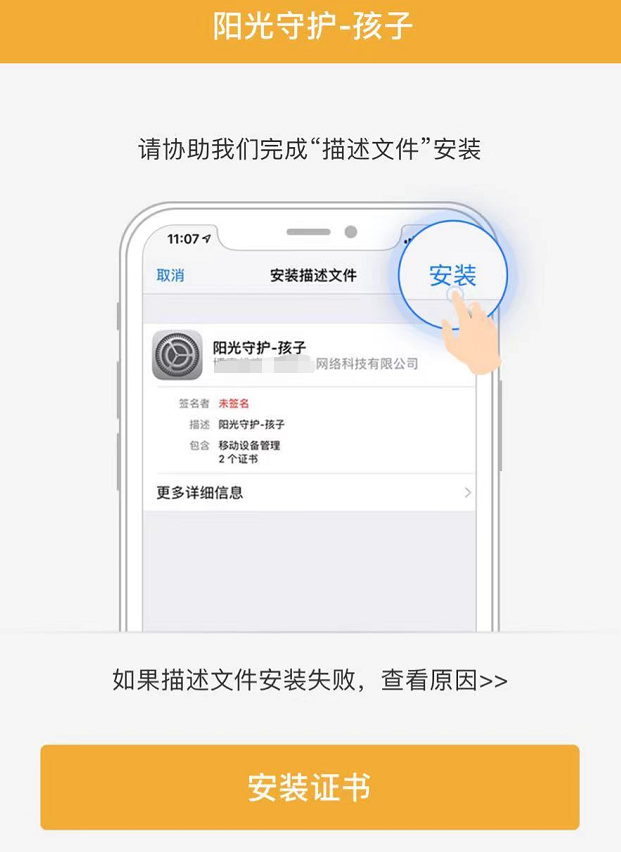 阳光守护-孩子
请协助我们完成“描述文件”安装
11:07
取消
安装描述文件
安装
阳光守护-孩子
网络科技有限公司
签名者 未签名
描述 阳光守护-孩子
包含 移动设备管理
2 个证书
更多详细信息
如果描述文件安装失败，查看原因>>
安装证书